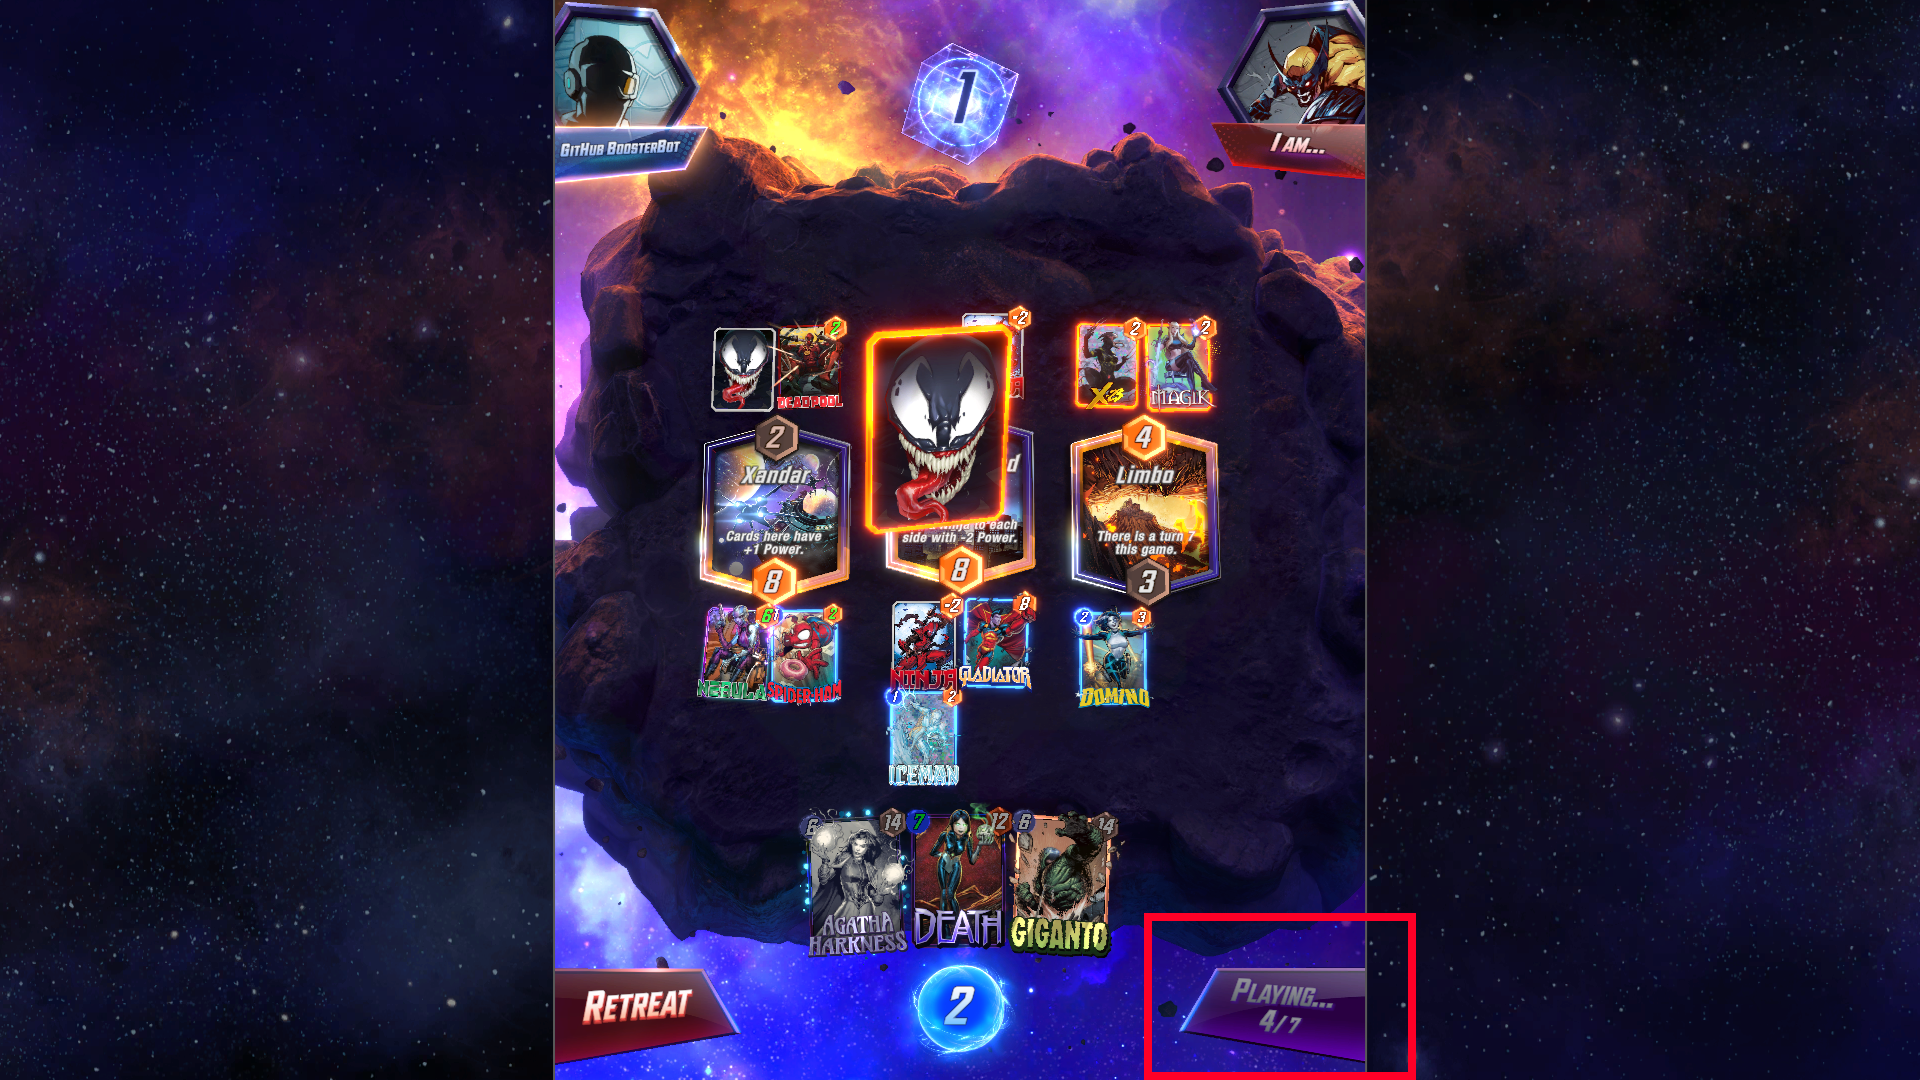 1
GitHub BoosterBot
I am...
7
-2
2
2
DEADPOOL
X-23
MAGIK
2
4
Xandar
d
Limbo
Cards here have
+1 Power.
Ninja to each
side with -2 Power.
There is a turn 7
this game.
8
8
3
6
2
-2
8
2
3
NEBULA
SPIDER-HAM
NINJA
GLADIATOR
DOMINO
1
2
ICEMAN
6
14
7
12
6
14
AGATHA
HARKNESS
DEATH
GIGANTO
Retreat
2
Playing...
4/7